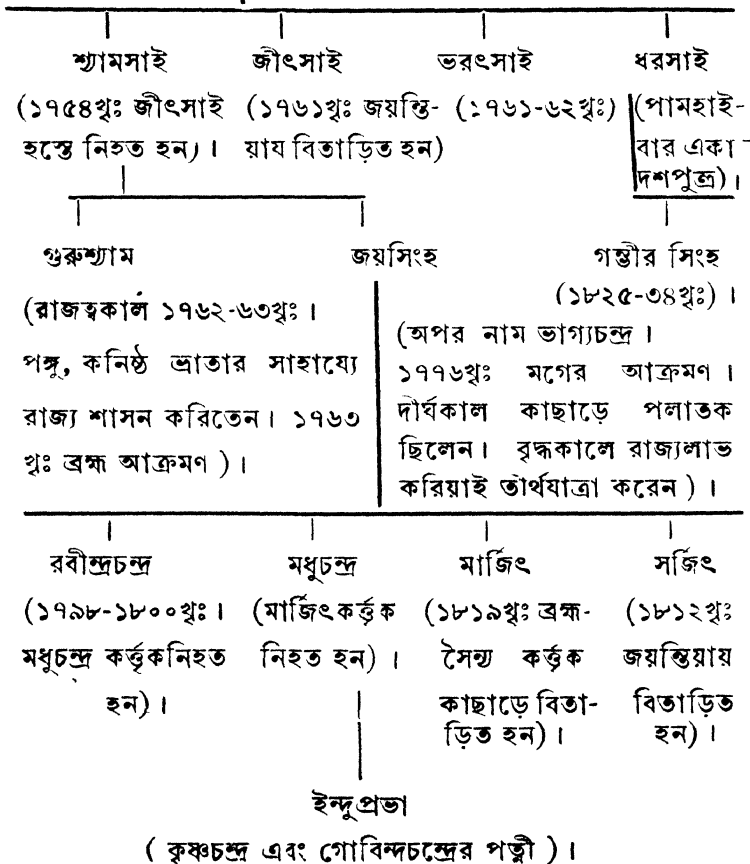 শ্যামসাই জীৎসাই ভরৎসাই ধরসাই
(১৭৫৪খৃঃ জীৎসাই (১৭৬১খৃঃ জয়ন্তি- (১৭৬১-৬২খৃঃ) (পামহাই-
হস্তে নিহত হন)। য়ায বিতাড়িত হন) বার একা-
দশপুত্র)।
গুরুশ্যাম জয়সিংহ গম্ভীর সিংহ
(১৮২৫-৩৪খৃঃ)।
(রাজত্বকাল ১৭৬২-৬৩খৃঃ।
পঙ্গু, কনিষ্ঠ ভ্রাতার সাহায্যে
রাজ্য শাসন করিতেন। ১৭৬৩
খৃঃ ব্রহ্ম আক্রমণ)।
(অপর নাম ভাগ্যচন্দ্র।
১৭৭৬খৃঃ মগের আক্রমণ।
দীর্ঘকাল কাছাড়ে পলাতক
ছিলেন। বৃদ্ধকালে রাজ্যলাভ
করিয়াই তীর্থযাত্রা করেন)।
রবীন্দ্রচন্দ্র মধুচন্দ্র মার্জিৎ সর্জিৎ
(১৭৯৮-১৮০০খৃঃ। (মার্জিৎকর্ত্তৃক (১৮১৯খৃঃ ব্রহ্ম- (১৮১২খৃঃ
মধুচন্দ্র কর্ত্তৃকনিহত নিহত হন)। সৈন্য কর্ত্তৃক জয়ন্তিয়ায়
হন)। কাছাড়ে বিতা- বিতাড়িত
ড়িত হন)। হন)।
ইন্দুপ্রভা
(কৃষ্ণচন্দ্র এবং গোবিন্দচন্দ্রের পত্নী)।